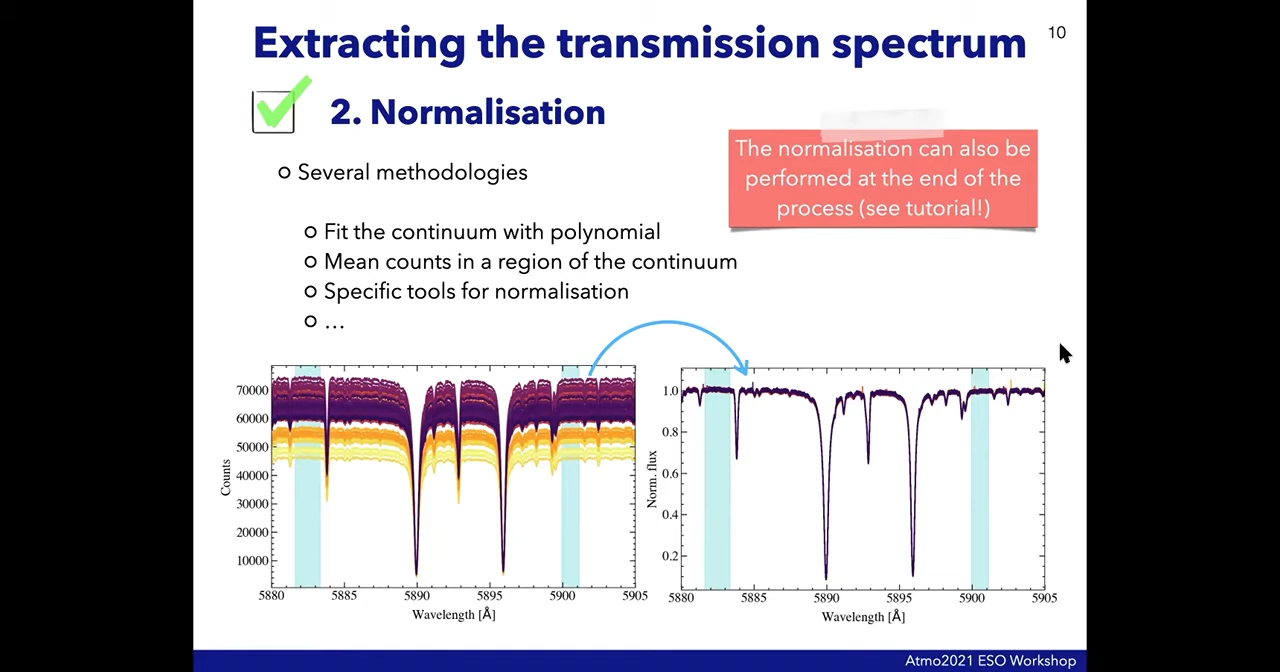 Extracting the transmission spectrum
10
2. Normalisation
Several methodologies
The normalisation can also be
performed at the end of the
process (see tutorial!)
Fit the continuum with polynomial
Mean counts in a region of the continuum
Specific tools for normalisation
…
Counts
70000
60000
50000
40000
30000
20000
10000
5880 5885 5890 5895 5900 5905
Wavelength [Å]
Norm. flux
1.0
0.8
0.6
0.4
0.2
5880 5885 5890 5895 5900 5905
Wavelength [Å]
Atmo2021 ESO Workshop